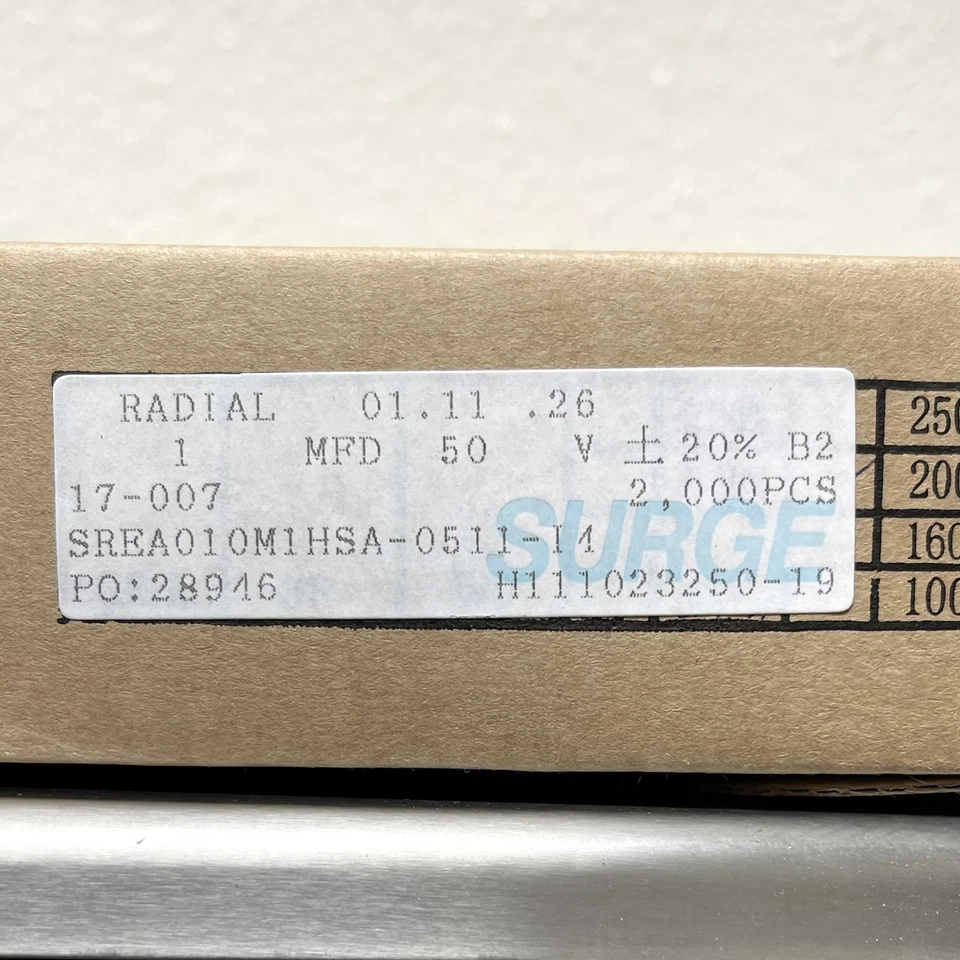 RADIAL 01.11 .26
1 MFD 50 V ± 20% B2
17-007 2,000PCS
SURGE
SREA010M1HSA-0511-I4
PO:28946 H111023250-19
250
200
160
100